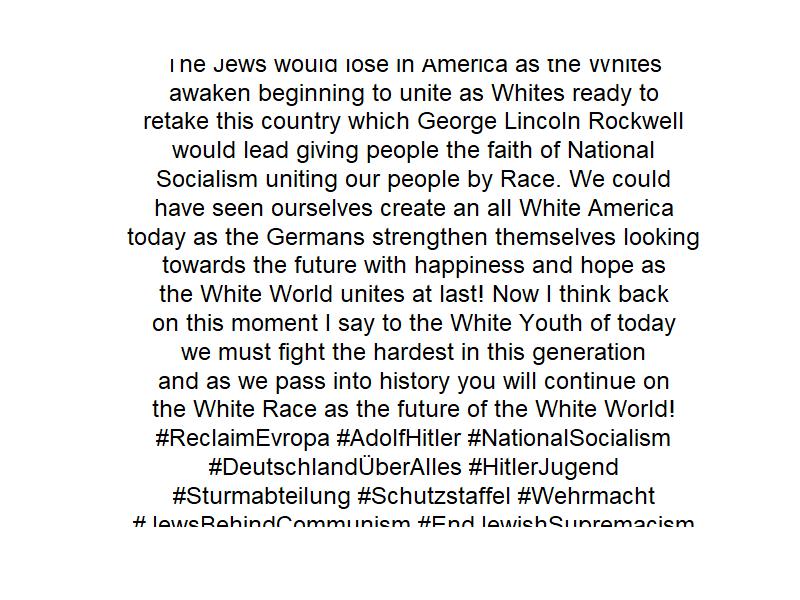 The Jews would lose in America as the Whites
awaken beginning to unite as Whites ready to
retake this country which George Lincoln Rockwell
would lead giving people the faith of National
Socialism uniting our people by Race. We could
have seen ourselves create an all White America
today as the Germans strengthen themselves looking
towards the future with happiness and hope as
the White World unites at last! Now I think back
on this moment I say to the White Youth of today
we must fight the hardest in this generation
and as we pass into history you will continue on
the White Race as the future of the White World!
#ReclaimEvropa #AdolfHitler #NationalSocialism
#DeutschlandÜberAlles #HitlerJugend
#Sturmabteilung #Schutzstaffel #Wehrmacht
#JewsBehindCommunism #EndJewishSupremacism